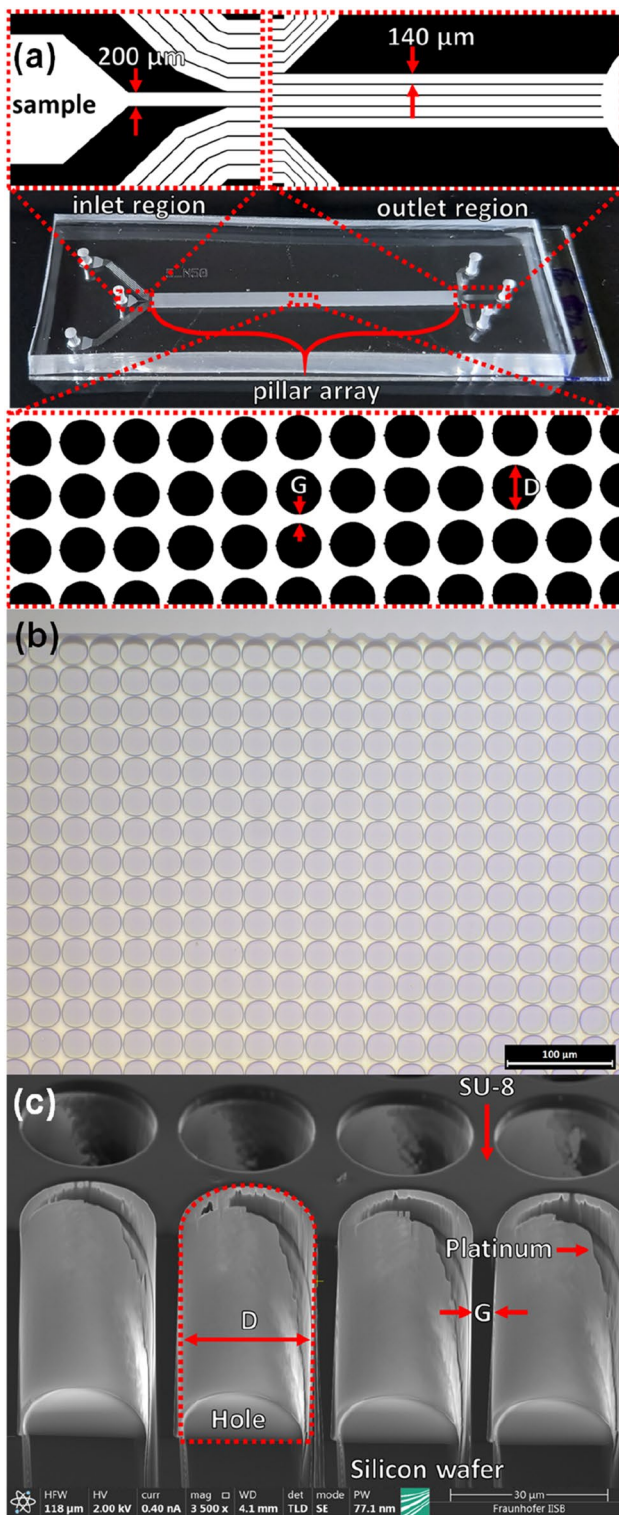 (a)
200 µm
140 µm
sample
inlet region
outlet region
pillar array
G
D
(b)
100 µm
(c)
SU-8
Platinum
D
G
Hole
Silicon wafer
HFW HV curr mag WD det mode PW
118 µm 2.00 kV 0.40 nA 3 500 x 4.1 mm TLD SE 77.1 nm
30 µm
Fraunhofer IISB